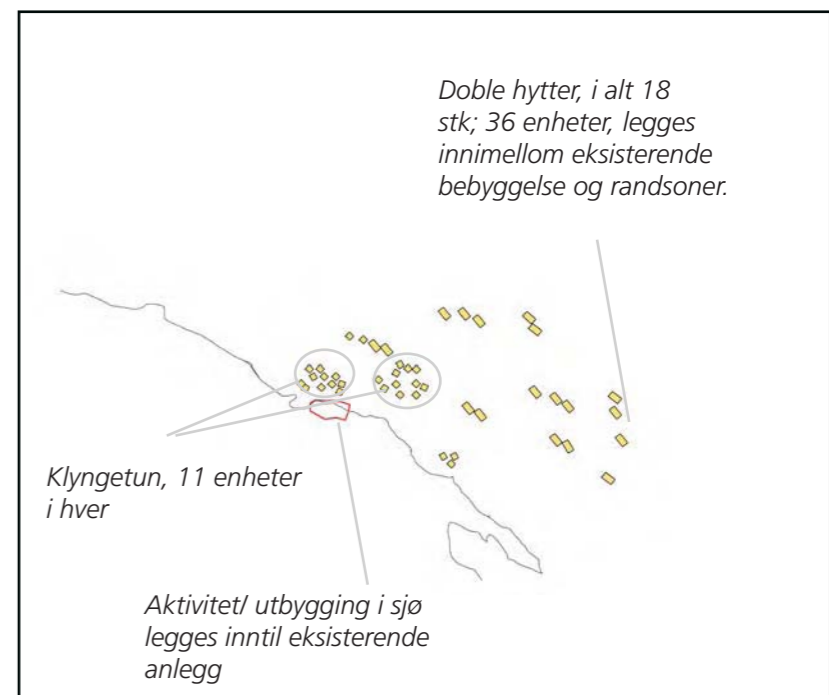 Doble hytter, i alt 18
stk; 36 enheter, legges
innimellom eksisterende
bebyggelse og randsoner.
Klyngetun, 11 enheter
i hver
Aktivitet/ utbygging i sjø
legges inntil eksisterende
anlegg